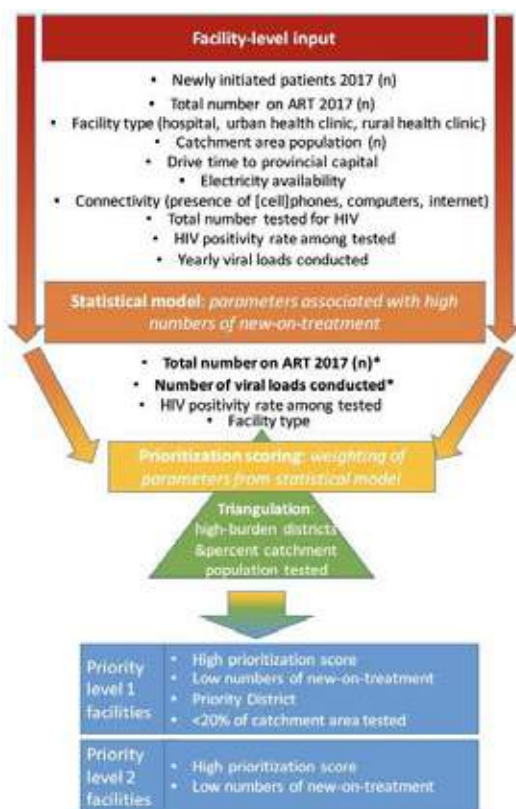 Facility-level input
• Newly initiated patients 2017 (n)
• Total number on ART 2017 (n)
• Facility type (hospital, urban health clinic, rural health clinic)
• Catchment area population (n)
• Drive time to provincial capital
• Electricity availability
• Connectivity (presence of [cell]phones, computers, internet)
• Total number tested for HIV
• HIV positivity rate among tested
• Yearly viral loads conducted
Statistical model: parameters associated with high
numbers of new-on-treatment
• Total number on ART 2017 (n)*
• Number of viral loads conducted*
• HIV positivity rate among tested
• Facility type
Prioritization scoring: weighting of
parameters from statistical model
Triangulation:
high-burden districts
&percent catchment
population tested
Priority
level 1
facilities
• High prioritization score
• Low numbers of new-on-treatment
• Priority District
• <20% of catchment area tested
Priority
level 2
facilities
• High prioritization score
• Low numbers of new-on-treatment